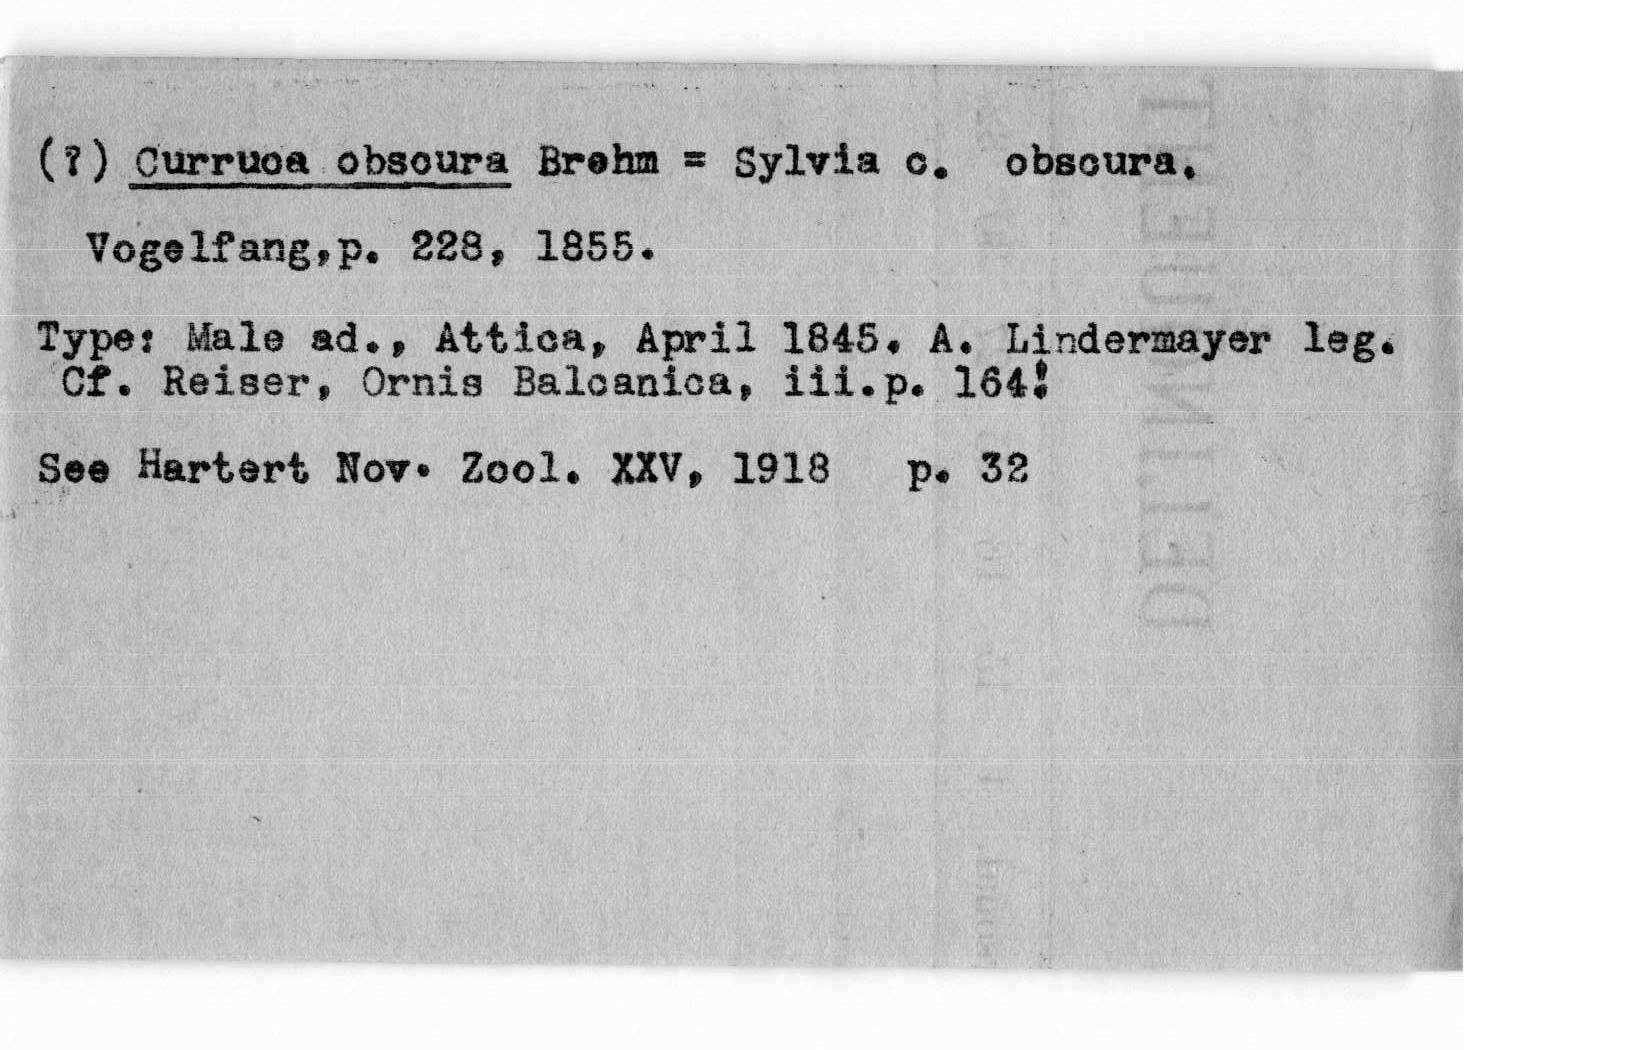 (?) Curruca obscura Brehm = Sylvia c. obscura.
Vogelfang,p. 228, 1855.
Type: Male ad., Attica, April 1845. A. Lindermayer leg.
Cf. Reiser, Ornis Balcanica, iii.p. 164!
See Hartert Nov. Zool. XXV, 1918 p. 32